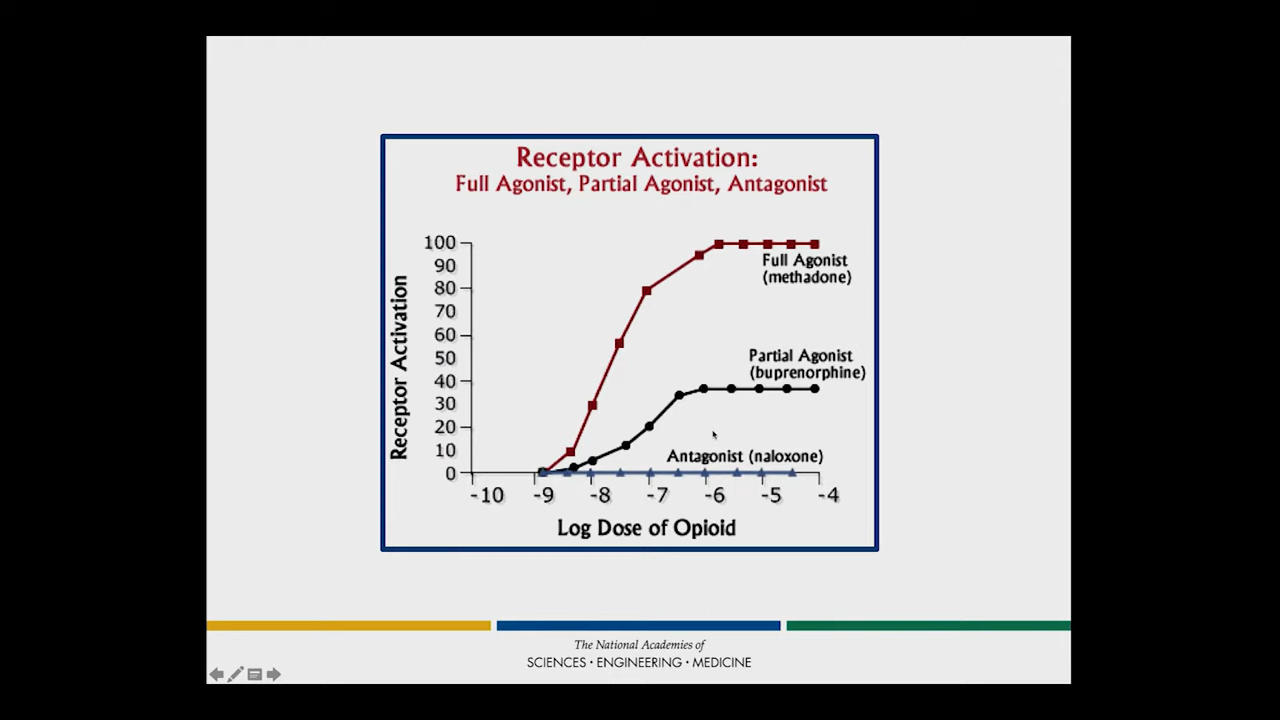 Receptor Activation:
Full Agonist, Partial Agonist, Antagonist
Receptor Activation
100
90
80
70
60
50
40
30
20
10
0
Full Agonist
(methadone)
Partial Agonist
(buprenorphine)
Antagonist (naloxone)
-10 -9 -8 -7 -6 -5 -4
Log Dose of Opioid
The National Academies of
SCIENCES · ENGINEERING · MEDICINE